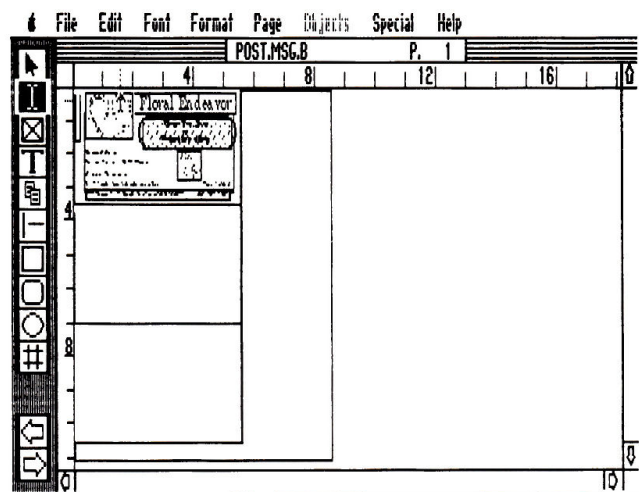 File Edit Font Format Page Objects Special Help
POST.MSG.B P. 1
4 8 12 16
Floral Endeavor
T
4
8